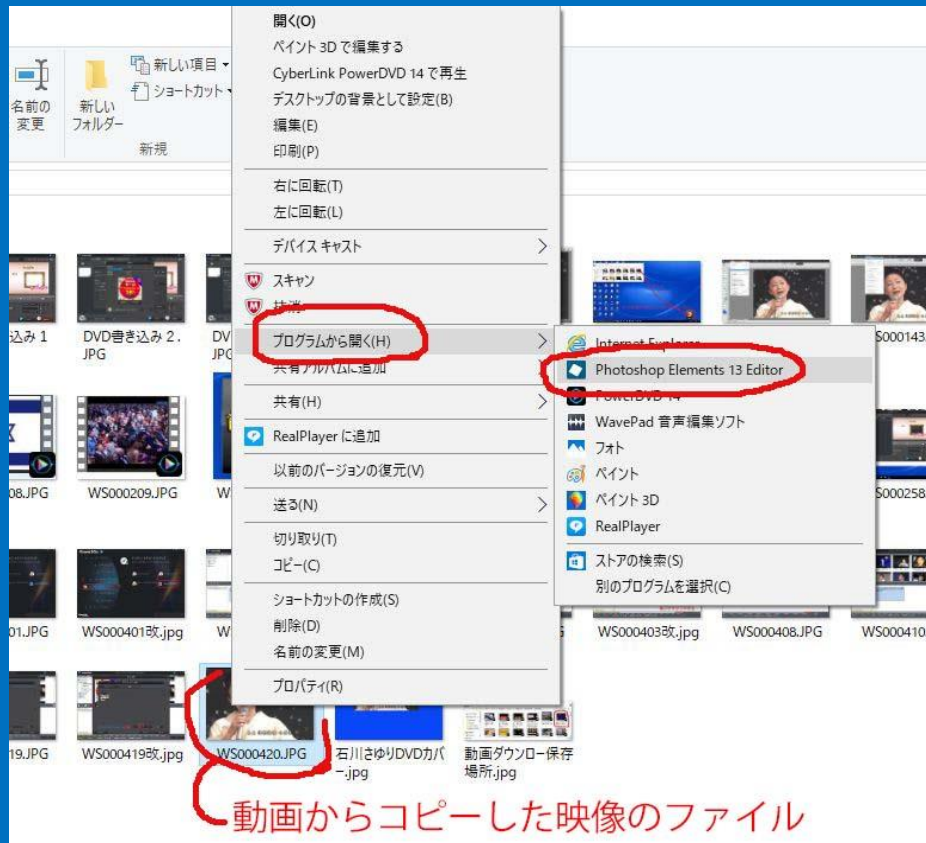 開く(O)
ペイント 3D で編集する
CyberLink PowerDVD 14 で再生
デスクトップの背景として設定(B)
編集(E)
印刷(P)
右に回転(T)
左に回転(L)
デバイス キャスト
スキャン
抹消
プログラムから開く(H)
共有アルバムに追加
共有(H)
RealPlayer に追加
以前のバージョンの復元(V)
送る(N)
切り取り(T)
コピー(C)
ショートカットの作成(S)
削除(D)
名前の変更(M)
プロパティ(R)
名前の
変更
新しい
フォルダー
新しい項目
ショートカット
新規
Internet Explorer
Photoshop Elements 13 Editor
PowerDVD 14
WavePad 音声編集ソフト
フォト
ペイント
ペイント 3D
RealPlayer
ストアの検索(S)
別のプログラムを選択(C)
込み 1
DVD書き込み 2.
JPG
DV
JPG
S000143.
08.JPG
WS000209.JPG
W
S000258
01.JPG
WS000401改.jpg
W
WS000403改.jpg
WS000408.JPG
WS000410.
19.JPG
WS000419改.jpg
WS000420.JPG
石川さゆりDVDカバ
ー.jpg
動画ダウンロー保存
場所.jpg
動画からコピーした映像のファイル